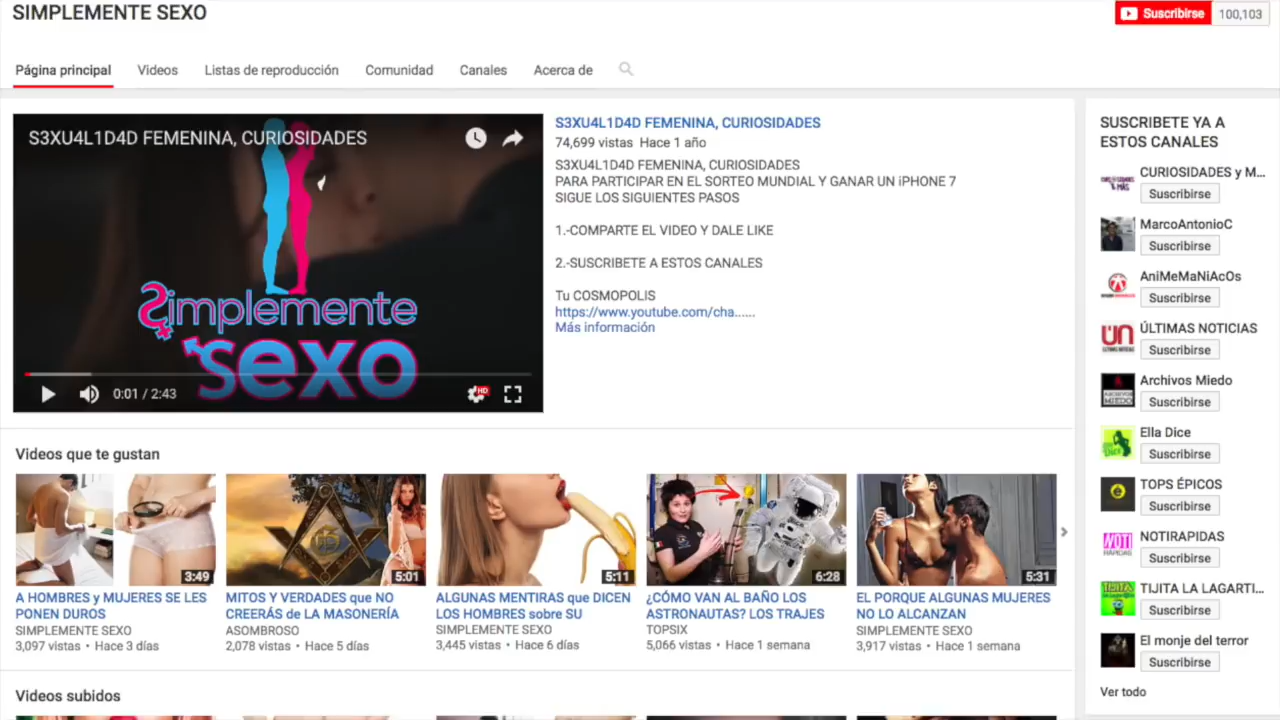 SIMPLEMENTE SEXO
Suscribirse 100,103
Página principal Videos Listas de reproducción Comunidad Canales Acerca de
S3XU4L1D4D FEMENINA, CURIOSIDADES
Simplemente
sexo
0:01 / 2:43
HD
S3XU4L1D4D FEMENINA, CURIOSIDADES
74,699 vistas Hace 1 año
S3XU4L1D4D FEMENINA, CURIOSIDADES
PARA PARTICIPAR EN EL SORTEO MUNDIAL Y GANAR UN iPHONE 7
SIGUE LOS SIGUIENTES PASOS
1.-COMPARTE EL VIDEO Y DALE LIKE
2.-SUSCRIBETE A ESTOS CANALES
Tu COSMOPOLIS
https://www.youtube.com/cha......
Más información
Videos que te gustan
3:49
A HOMBRES y MUJERES SE LES
PONEN DUROS
SIMPLEMENTE SEXO
3,097 vistas • Hace 3 días
G
5:01
MITOS Y VERDADES que NO
CREERÁS de LA MASONERÍA
ASOMBROSO
2,078 vistas • Hace 5 días
5:11
ALGUNAS MENTIRAS que DICEN
LOS HOMBRES sobre SU
SIMPLEMENTE SEXO
3,445 vistas • Hace 6 días
6:28
¿CÓMO VAN AL BAÑO LOS
ASTRONAUTAS? LOS TRAJES
TOPSIX
5,066 vistas • Hace 1 semana
5:31
EL PORQUE ALGUNAS MUJERES
NO LO ALCANZAN
SIMPLEMENTE SEXO
3,917 vistas • Hace 1 semana
Videos subidos
SUSCRIBETE YA A
ESTOS CANALES
CURIOSIDADES y M...
Suscribirse
MarcoAntonioC
Suscribirse
AniMeMaNiAcOs
Suscribirse
ÚN
ÚLTIMAS NOTICIAS
Suscribirse
ARCHIVOS
MIEDO
Archivos Miedo
Suscribirse
Ella Dice
Suscribirse
TOPS ÉPICOS
Suscribirse
NOTI
RAPIDAS
NOTIRAPIDAS
Suscribirse
TIJITA LA LAGARTI...
Suscribirse
El monje del terror
Suscribirse
Ver todo